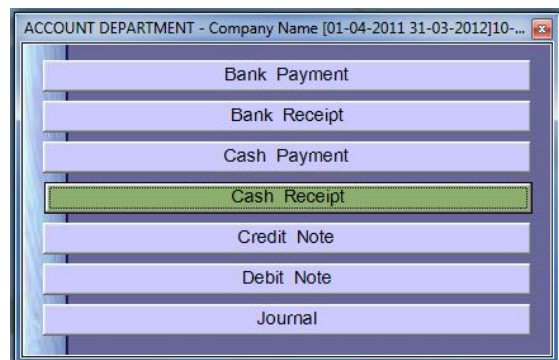 ACCOUNT DEPARTMENT - Company Name [01-04-2011 31-03-2012]10-...
Bank Payment
Bank Receipt
Cash Payment
Cash Receipt
Credit Note
Debit Note
Journal